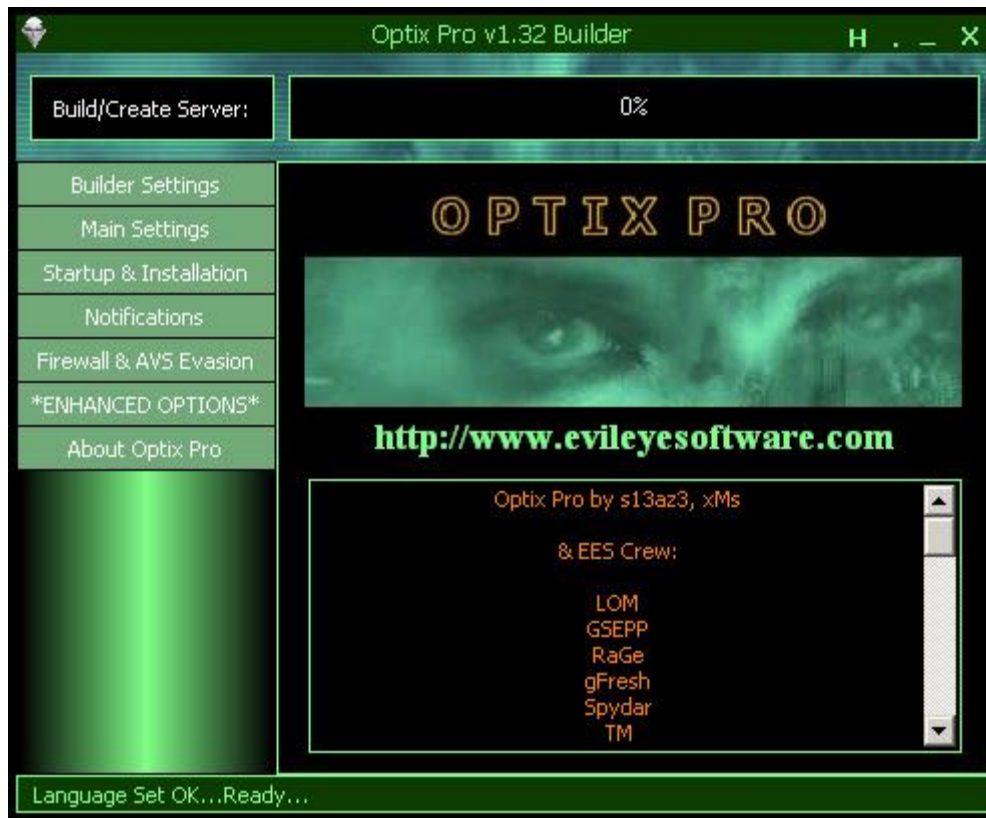 Optix Pro v1.32 Builder
H . _ X
Build/Create Server:
0%
Builder Settings
Main Settings
Startup & Installation
Notifications
Firewall & AVS Evasion
*ENHANCED OPTIONS*
About Optix Pro
OPTIX PRO
http://www.evileyesoftware.com
Optix Pro by s13az3, xMs
& EES Crew:
LOM
GSEPP
RaGe
gFresh
Spydar
TM
Language Set OK...Ready...